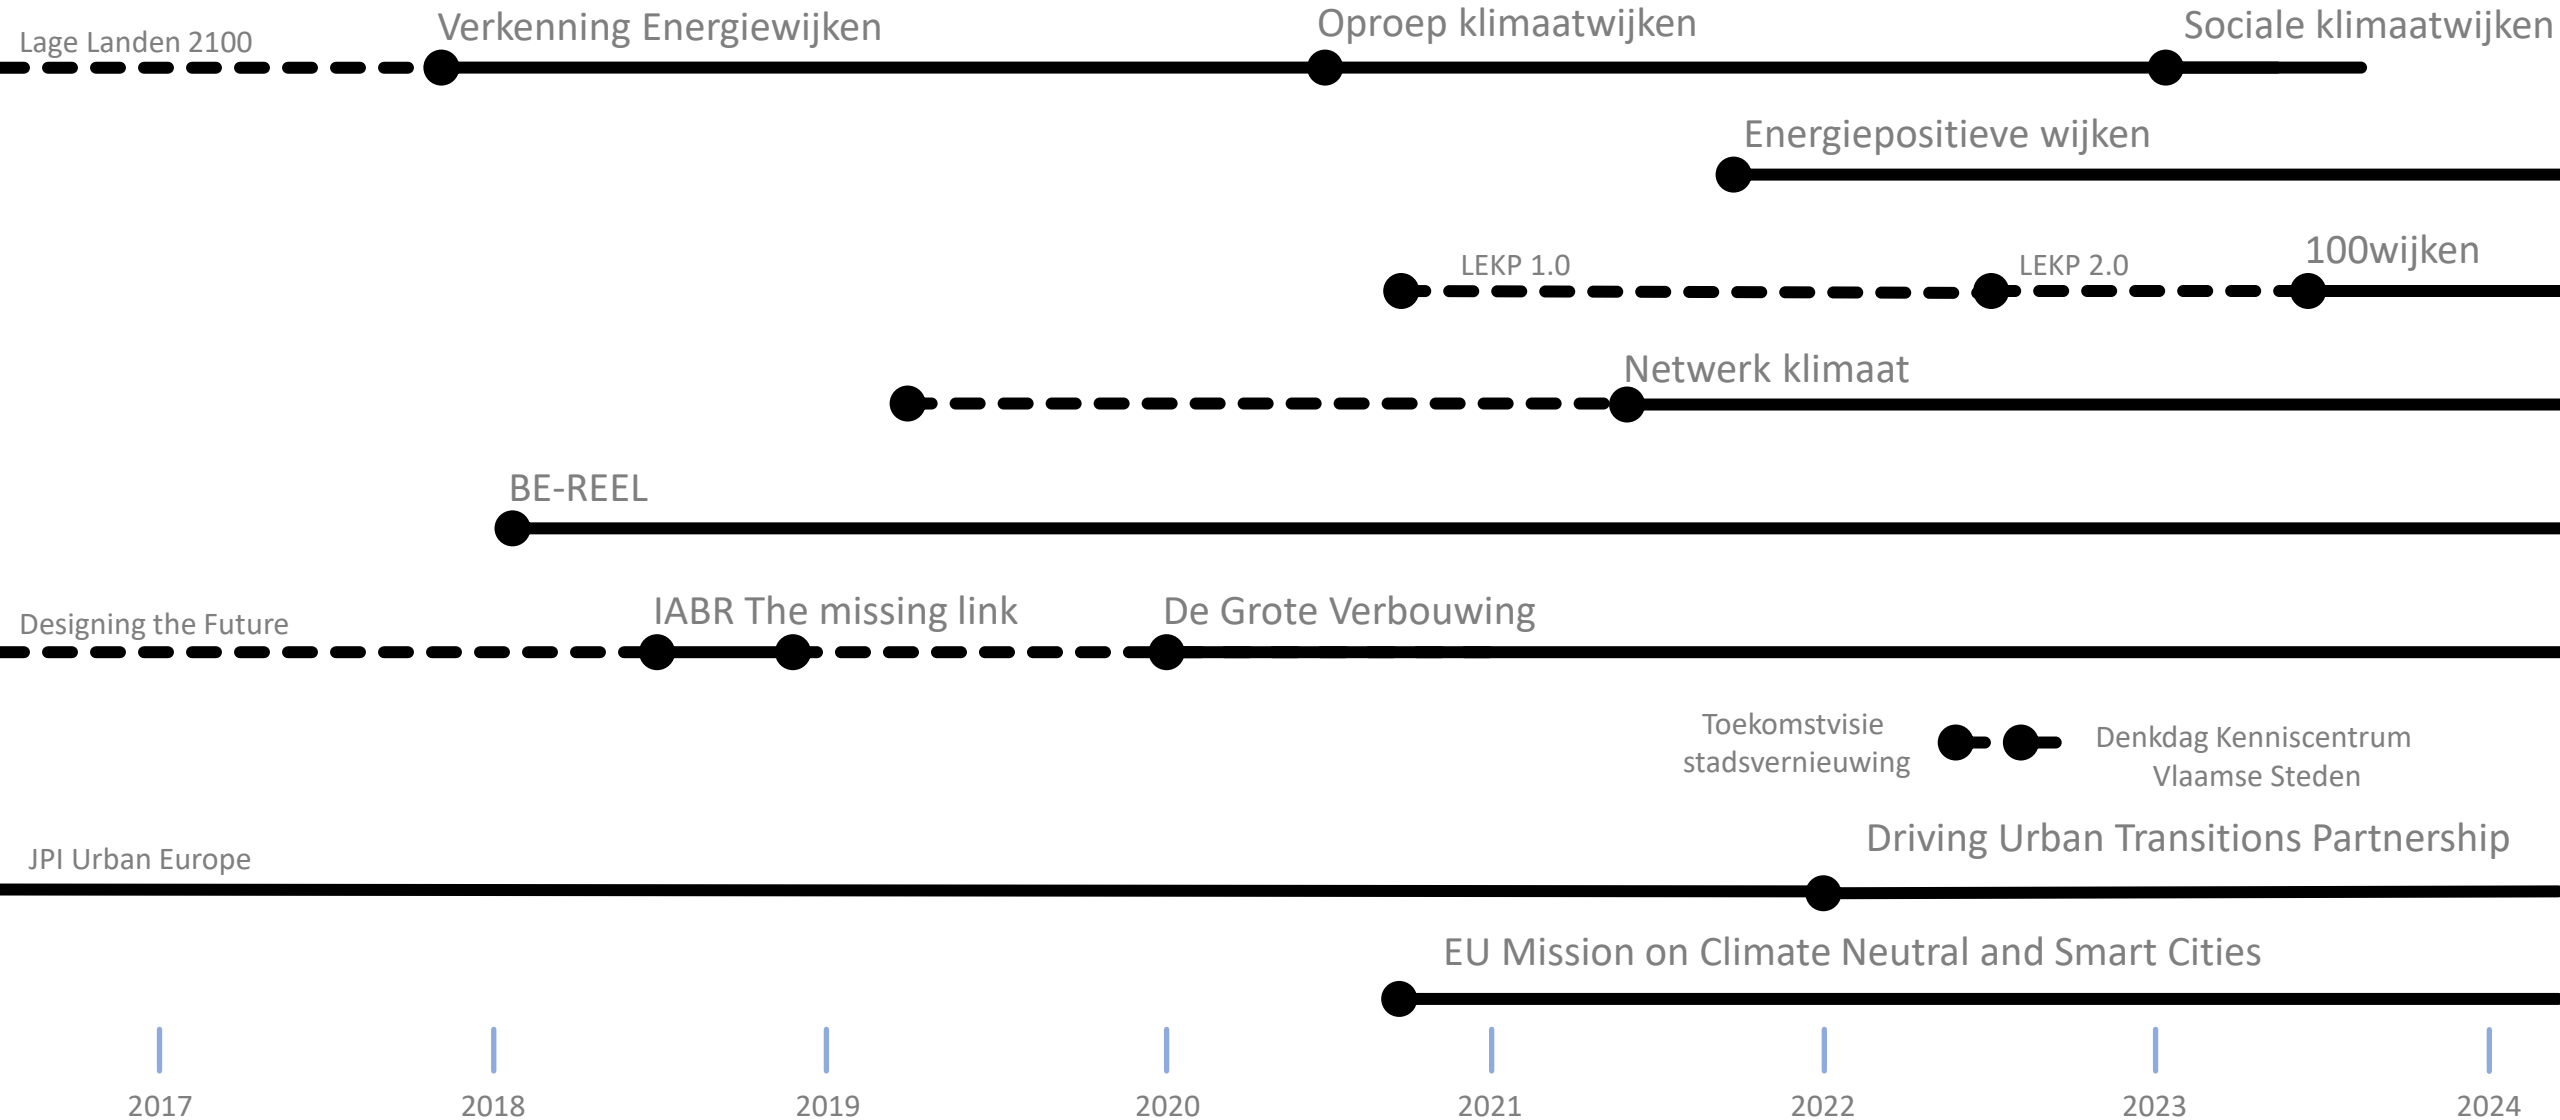 Lage Landen 2100
Verkenning Energiewijken
Oproep klimaatwijken
Sociale klimaatwijken
Energiepositieve wijken
LEKP 1.0
LEKP 2.0
100wijken
Netwerk klimaat
BE-REEL
Designing the Future
IABR The missing link
De Grote Verbouwing
Toekomstvisie
stadsvernieuwing
Denkdag Kenniscentrum
Vlaamse Steden
JPI Urban Europe
Driving Urban Transitions Partnership
EU Mission on Climate Neutral and Smart Cities
2017
2018
2019
2020
2021
2022
2023
2024